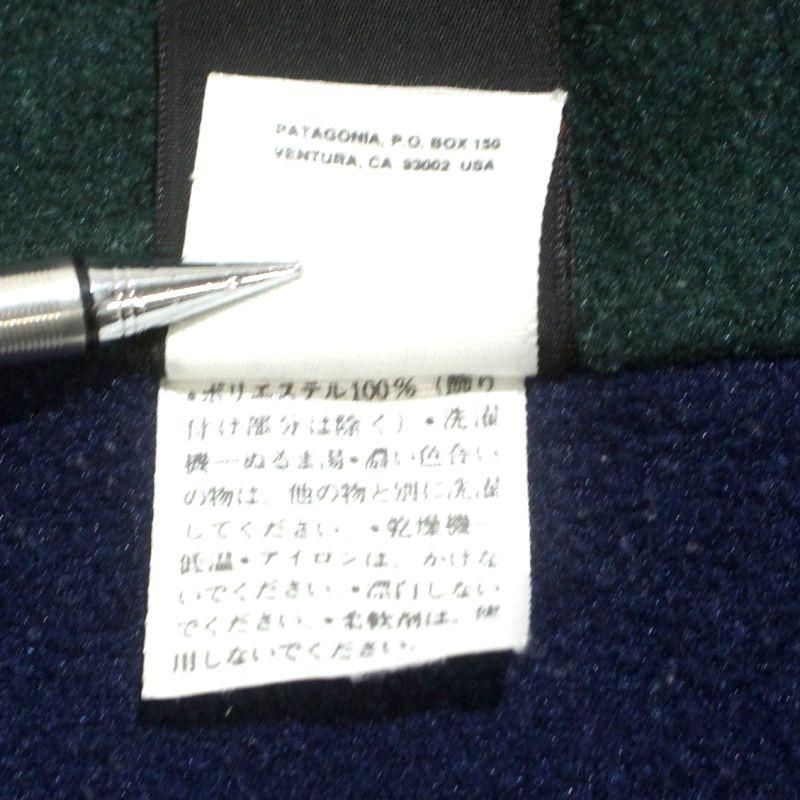 PATAGONIA, P.O. BOX 150
VENTURA, CA 93002 USA
•ポリエステル100%（飾り
付け部分は除く）•洗濯
機—ぬるま湯•濃い色合い
の物は、他の物と別に洗濯
してください。•乾燥機—
低温•アイロンは、かけな
いでください。•漂白しない
でください。•柔軟剤は、使
用しないでください。